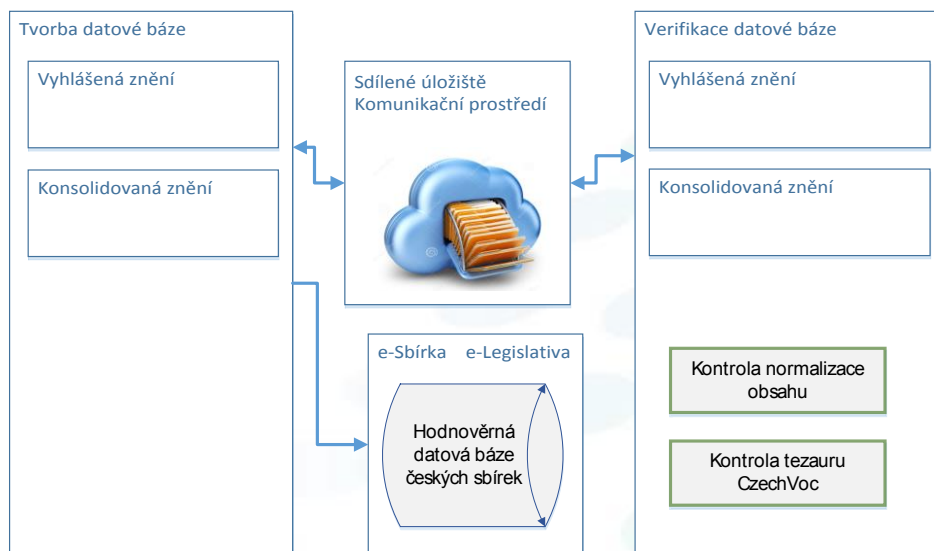 Tvorba datové báze
Vyhlášená znění
Konsolidovaná znění
Sdílené úložiště
Komunikační prostředí
e-Sbírka e-Legislativa
Hodnověrná
datová báze
českých sbírek
Verifikace datové báze
Vyhlášená znění
Konsolidovaná znění
Kontrola normalizace
obsahu
Kontrola tezauru
CzechVoc